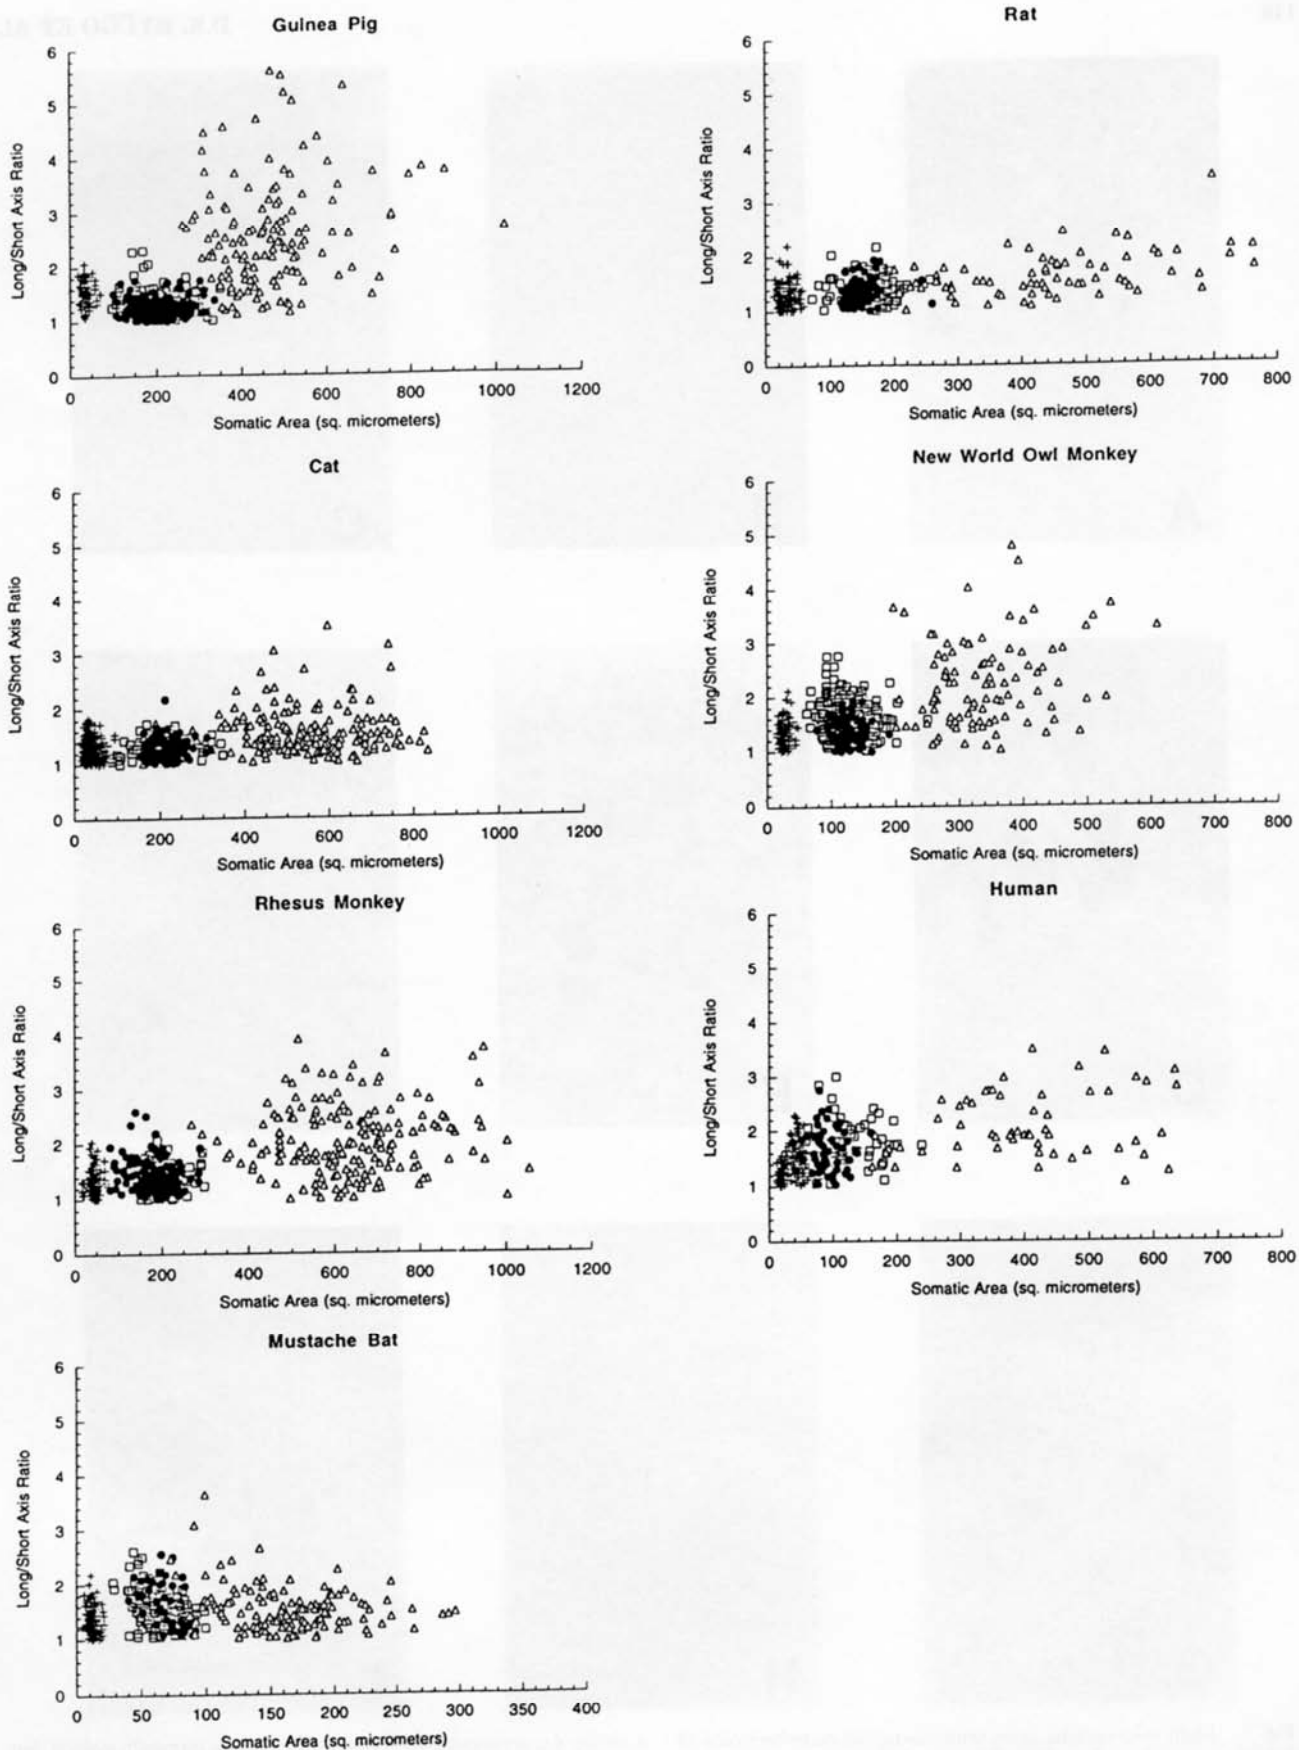 Guinea Pig
6
5
4
3
2
1
0
Long/Short Axis Ratio
0 200 400 600 800 1000 1200
Somatic Area (sq. micrometers)
Rat
6
5
4
3
2
1
0
Long/Short Axis Ratio
0 100 200 300 400 500 600 700 800
Somatic Area (sq. micrometers)
Cat
6
5
4
3
2
1
0
Long/Short Axis Ratio
0 200 400 600 800 1000 1200
Somatic Area (sq. micrometers)
New World Owl Monkey
6
5
4
3
2
1
0
Long/Short Axis Ratio
0 100 200 300 400 500 600 700 800
Somatic Area (sq. micrometers)
Rhesus Monkey
6
5
4
3
2
1
0
Long/Short Axis Ratio
0 200 400 600 800 1000 1200
Somatic Area (sq. micrometers)
Human
6
5
4
3
2
1
0
Long/Short Axis Ratio
0 100 200 300 400 500 600 700 800
Somatic Area (sq. micrometers)
Mustache Bat
6
5
4
3
2
1
0
Long/Short Axis Ratio
0 50 100 150 200 250 300 350 400
Somatic Area (sq. micrometers)